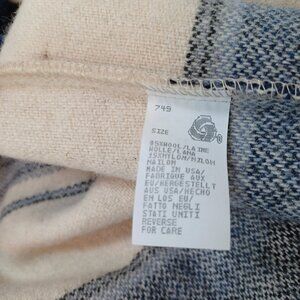 749
SIZE
85%WOOL/LAINE
WOLLE/LANA
15%NYLON/NILON
NAILON
MADE IN USA/
FABRIQUE AUX
EU/HERGESTELLT
AUS USA/HECHO
EN LOS EU/
FATTO NEGLI
STATI UNITI
REVERSE
FOR CARE